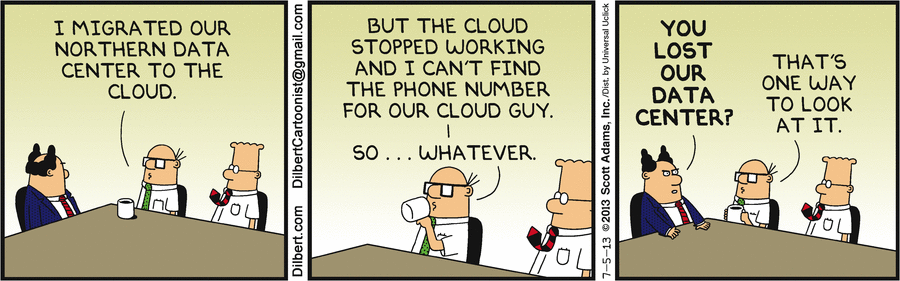 I MIGRATED OUR
NORTHERN DATA
CENTER TO THE
CLOUD.
Dilbert.com DilbertCartoonist@gmail.com
BUT THE CLOUD
STOPPED WORKING
AND I CAN'T FIND
THE PHONE NUMBER
FOR OUR CLOUD GUY.
SO . . . WHATEVER.
7-5-13 © 2013 Scott Adams, Inc. /Dist. by Universal Uclick
YOU
LOST
OUR
DATA
CENTER?
THAT'S
ONE WAY
TO LOOK
AT IT.